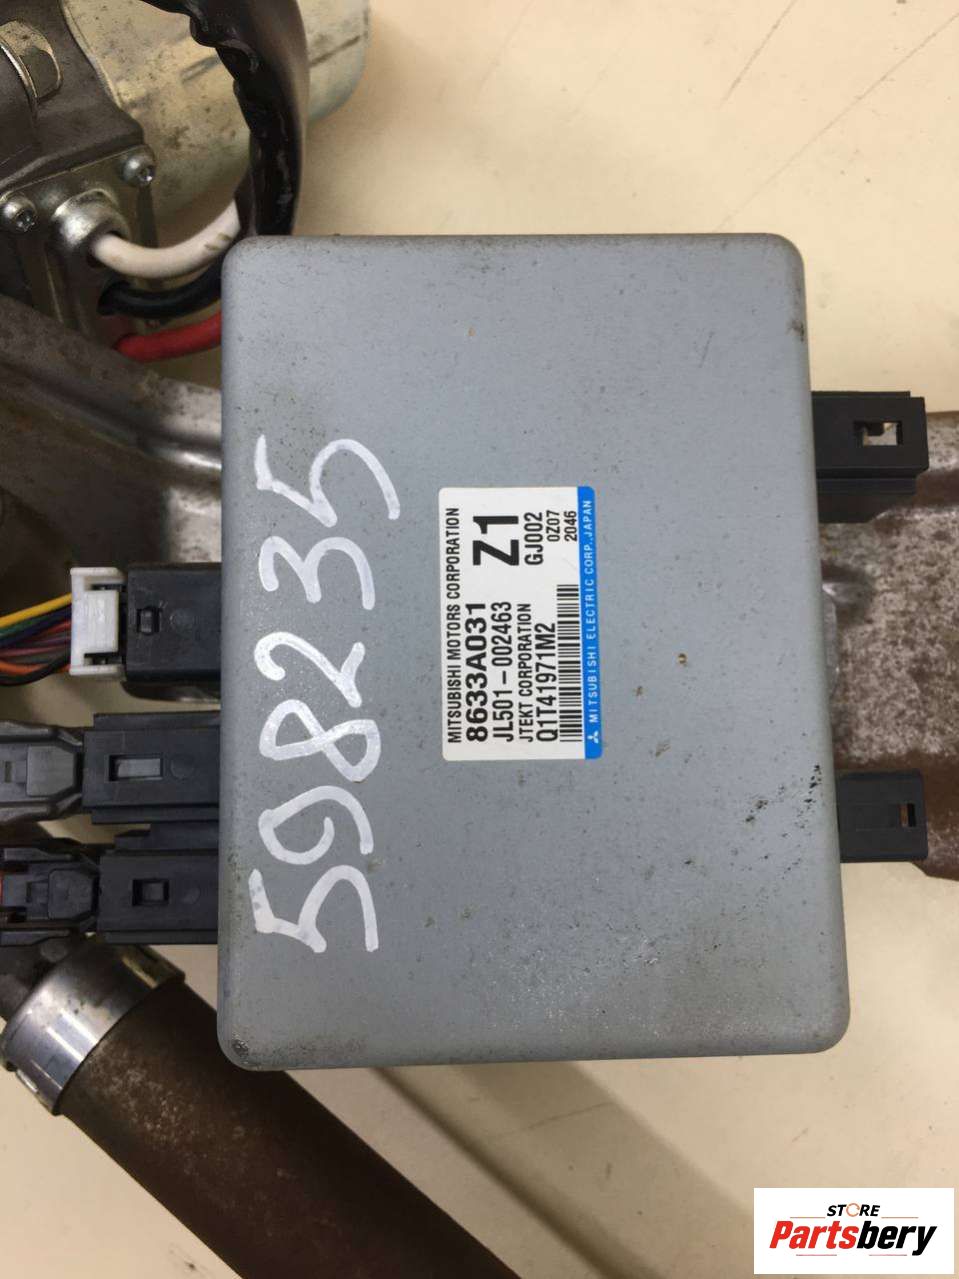 598235
MITSUBISHI MOTORS CORPORATION
8633A031 Z1
JL501-002463 GJ002
JTEKT CORPORATION 0Z07
Q1T41971M2 2046
MITSUBISHI ELECTRIC CORP.,JAPAN
STORE
Partsbery